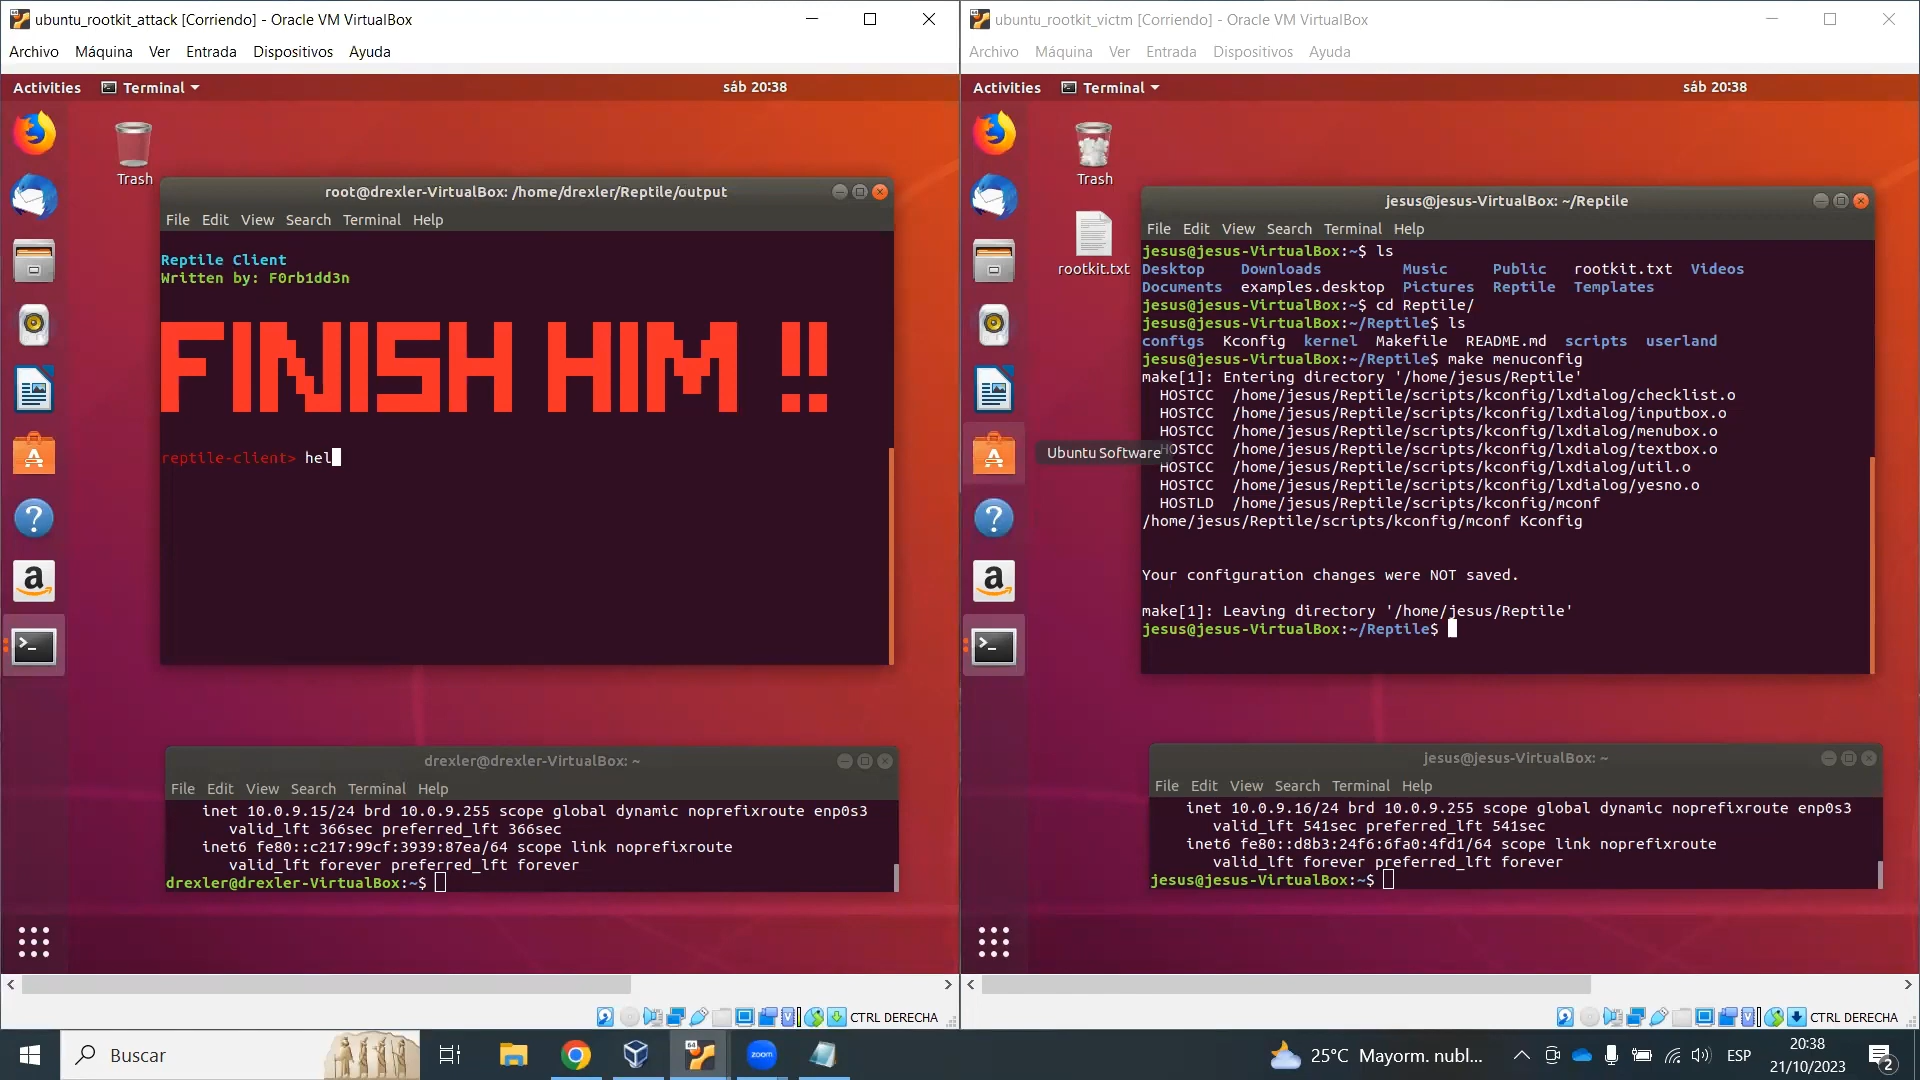 ubuntu_rootkit_attack [Corriendo] - Oracle VM VirtualBox
Archivo Máquina Ver Entrada Dispositivos Ayuda
Activities Terminal sáb 20:38
Trash
root@drexler-VirtualBox: /home/drexler/Reptile/output
File Edit View Search Terminal Help
Reptile Client
Written by: F0rb1dd3n
FINISH HIM !!
reptile-client> hel
drexler@drexler-VirtualBox: ~
File Edit View Search Terminal Help
inet 10.0.9.15/24 brd 10.0.9.255 scope global dynamic noprefixroute enp0s3
valid_lft 366sec preferred_lft 366sec
inet6 fe80::c217:99cf:3939:87ea/64 scope link noprefixroute
valid_lft forever preferred_lft forever
drexler@drexler-VirtualBox:~$
CTRL DERECHA
ubuntu_rootkit_victm [Corriendo] - Oracle VM VirtualBox
Archivo Máquina Ver Entrada Dispositivos Ayuda
Activities Terminal sáb 20:38
Trash
rootkit.txt
Ubuntu Software
jesus@jesus-VirtualBox: ~/Reptile
File Edit View Search Terminal Help
jesus@jesus-VirtualBox:~$ ls
Desktop Downloads Music Public rootkit.txt Videos
Documents examples.desktop Pictures Reptile Templates
jesus@jesus-VirtualBox:~$ cd Reptile/
jesus@jesus-VirtualBox:~/Reptile$ ls
configs Kconfig kernel Makefile README.md scripts userland
jesus@jesus-VirtualBox:~/Reptile$ make menuconfig
make[1]: Entering directory '/home/jesus/Reptile'
HOSTCC /home/jesus/Reptile/scripts/kconfig/lxdialog/checklist.o
HOSTCC /home/jesus/Reptile/scripts/kconfig/lxdialog/inputbox.o
HOSTCC /home/jesus/Reptile/scripts/kconfig/lxdialog/menubox.o
HOSTCC /home/jesus/Reptile/scripts/kconfig/lxdialog/textbox.o
HOSTCC /home/jesus/Reptile/scripts/kconfig/lxdialog/util.o
HOSTCC /home/jesus/Reptile/scripts/kconfig/lxdialog/yesno.o
HOSTLD /home/jesus/Reptile/scripts/kconfig/mconf
/home/jesus/Reptile/scripts/kconfig/mconf Kconfig
Your configuration changes were NOT saved.
make[1]: Leaving directory '/home/jesus/Reptile'
jesus@jesus-VirtualBox:~/Reptile$
jesus@jesus-VirtualBox: ~
File Edit View Search Terminal Help
inet 10.0.9.16/24 brd 10.0.9.255 scope global dynamic noprefixroute enp0s3
valid_lft 541sec preferred_lft 541sec
inet6 fe80::d8b3:24f6:6fa0:4fd1/64 scope link noprefixroute
valid_lft forever preferred_lft forever
jesus@jesus-VirtualBox:~$
CTRL DERECHA
Buscar
zoom
25°C Mayorm. nubl...
ESP
20:38
21/10/2023
2